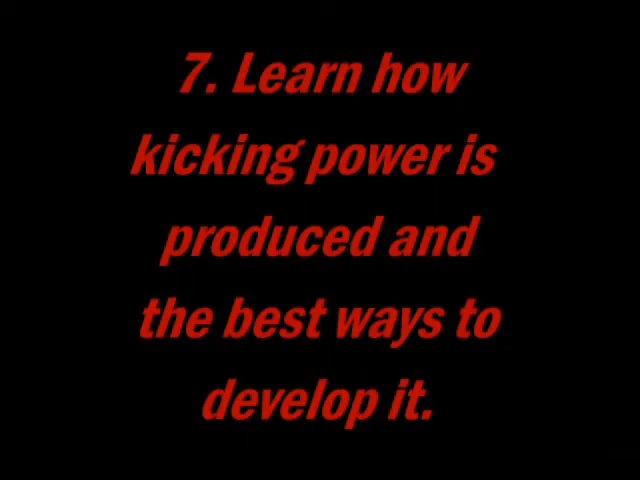 7. Learn how
kicking power is
produced and
the best ways to
develop it.